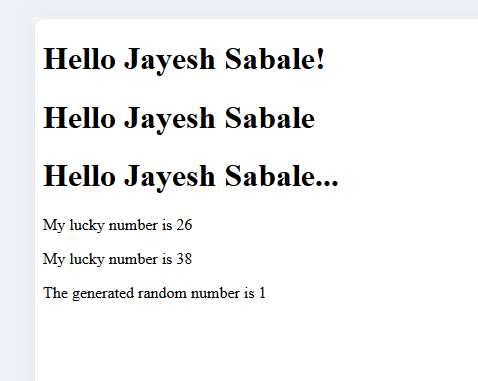 Hello Jayesh Sabale!
Hello Jayesh Sabale
Hello Jayesh Sabale...
My lucky number is 26
My lucky number is 38
The generated random number is 1